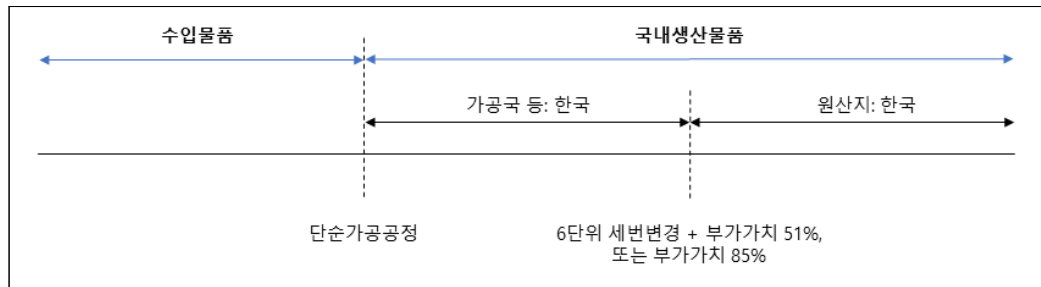 수입물품
국내생산물품
가공국 등: 한국
원산지: 한국
단순가공공정
6단위 세번변경 + 부가가치 51%,
또는 부가가치 85%